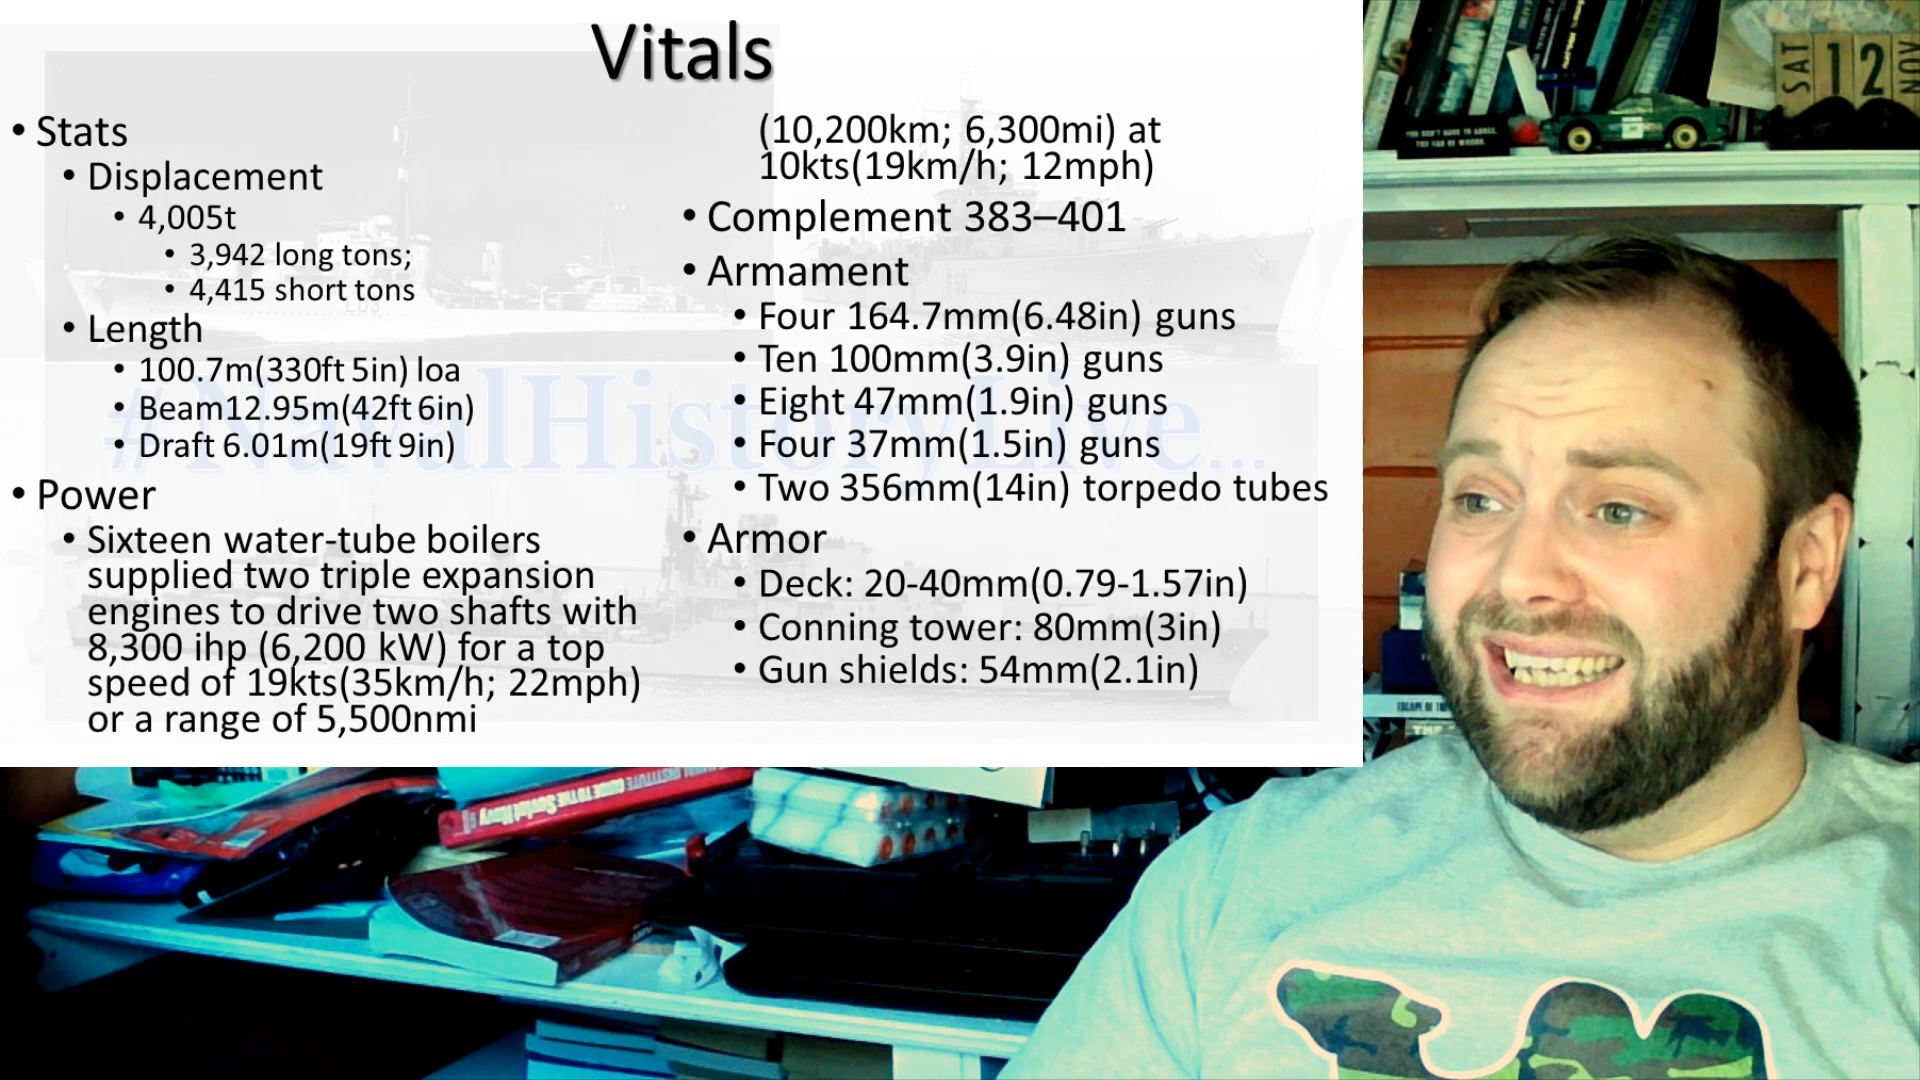 Vitals
• Stats
• Displacement
• 4,005t
• 3,942 long tons;
• 4,415 short tons
• Length
• 100.7m(330ft 5in) loa
• Beam12.95m(42ft 6in)
• Draft 6.01m(19ft 9in)
• Power
• Sixteen water-tube boilers
supplied two triple expansion
engines to drive two shafts with
8,300 ihp (6,200 kW) for a top
speed of 19kts(35km/h; 22mph)
or a range of 5,500nmi
(10,200km; 6,300mi) at
10kts(19km/h; 12mph)
• Complement 383–401
• Armament
• Four 164.7mm(6.48in) guns
• Ten 100mm(3.9in) guns
• Eight 47mm(1.9in) guns
• Four 37mm(1.5in) guns
• Two 356mm(14in) torpedo tubes
• Armor
• Deck: 20-40mm(0.79-1.57in)
• Conning tower: 80mm(3in)
• Gun shields: 54mm(2.1in)
#NavalHistoryLive...
SAT 12 NOV
GUIDE TO THE Soviet Navy